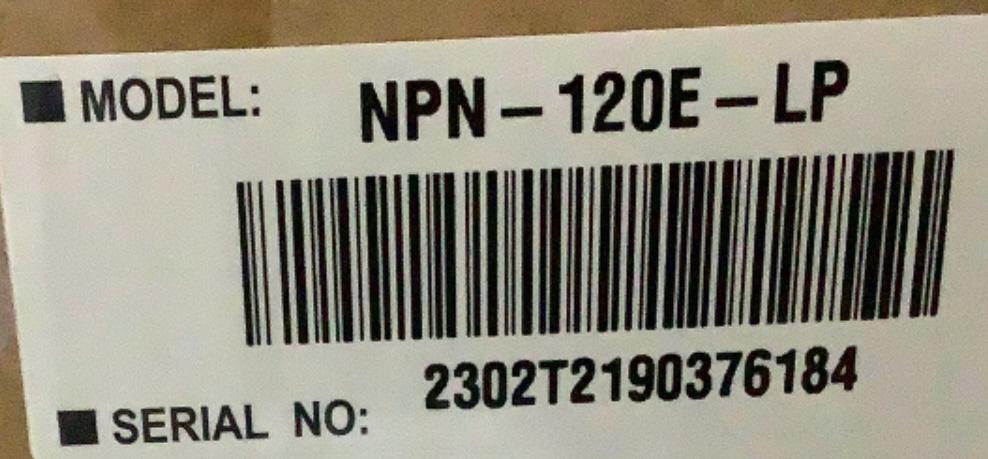 MODEL: NPN-120E-LP
2302T2190376184
SERIAL NO: